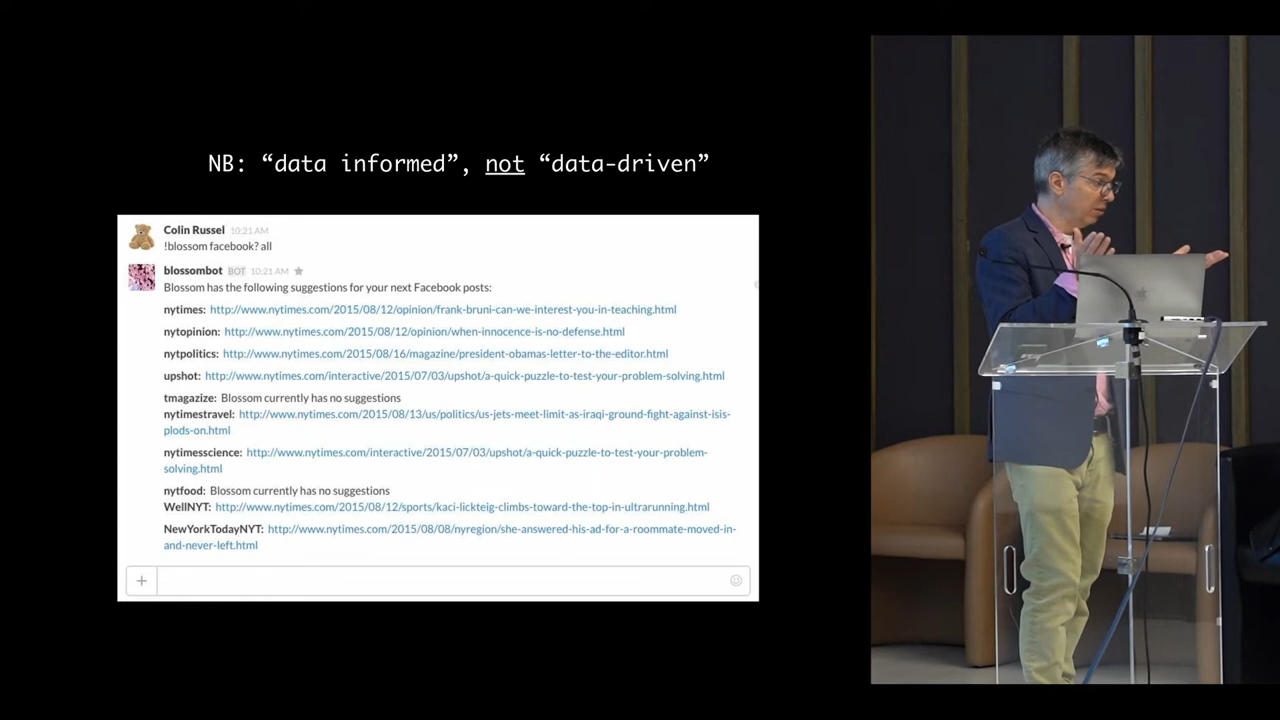 NB: “data informed”, not “data-driven”
Colin Russel 10:21 AM
!blossom facebook? all
blossombot BOT 10:21 AM
Blossom has the following suggestions for your next Facebook posts:
nytimes: http://www.nytimes.com/2015/08/12/opinion/frank-bruni-can-we-interest-you-in-teaching.html
nytopinion: http://www.nytimes.com/2015/08/12/opinion/when-innocence-is-no-defense.html
nytpolitics: http://www.nytimes.com/2015/08/16/magazine/president-obamas-letter-to-the-editor.html
upshot: http://www.nytimes.com/interactive/2015/07/03/upshot/a-quick-puzzle-to-test-your-problem-solving.html
tmagazize: Blossom currently has no suggestions
nytimestravel: http://www.nytimes.com/2015/08/13/us/politics/us-jets-meet-limit-as-iraqi-ground-fight-against-isis-
plods-on.html
nytimesscience: http://www.nytimes.com/interactive/2015/07/03/upshot/a-quick-puzzle-to-test-your-problem-
solving.html
nytfood: Blossom currently has no suggestions
WellNYT: http://www.nytimes.com/2015/08/12/sports/kaci-lickteig-climbs-toward-the-top-in-ultrarunning.html
NewYorkTodayNYT: http://www.nytimes.com/2015/08/08/nyregion/she-answered-his-ad-for-a-roommate-moved-in-
and-never-left.html